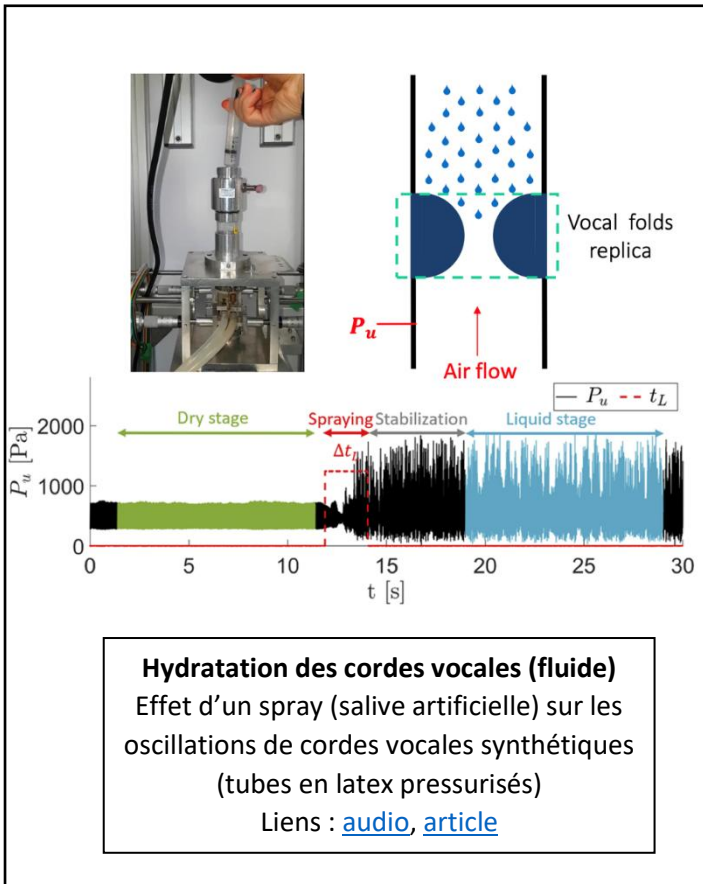 Vocal folds
replica
P_u
Air flow
P_u t_L
P_u [Pa]
2000
1000
0
Dry stage
Spraying
Stabilization
Liquid stage
Δt_L
0 5 10 15 20 25 30
t [s]
Hydratation des cordes vocales (fluide)
Effet d’un spray (salive artificielle) sur les
oscillations de cordes vocales synthétiques
(tubes en latex pressurisés)
Liens : audio, article